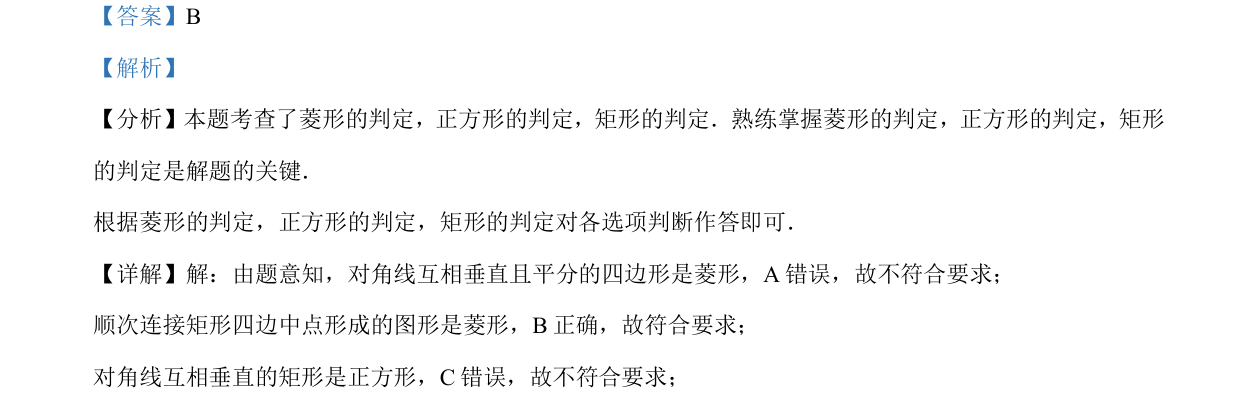 【答案】B
【解析】
【分析】本题考查了菱形的判定，正方形的判定，矩形的判定．熟练掌握菱形的判定，正方形的判定，矩形
的判定是解题的关键．
根据菱形的判定，正方形的判定，矩形的判定对各选项判断作答即可．
【详解】解：由题意知，对角线互相垂直且平分的四边形是菱形，A 错误，故不符合要求；
顺次连接矩形四边中点形成的图形是菱形，B 正确，故符合要求；
对角线互相垂直的矩形是正方形，C 错误，故不符合要求；